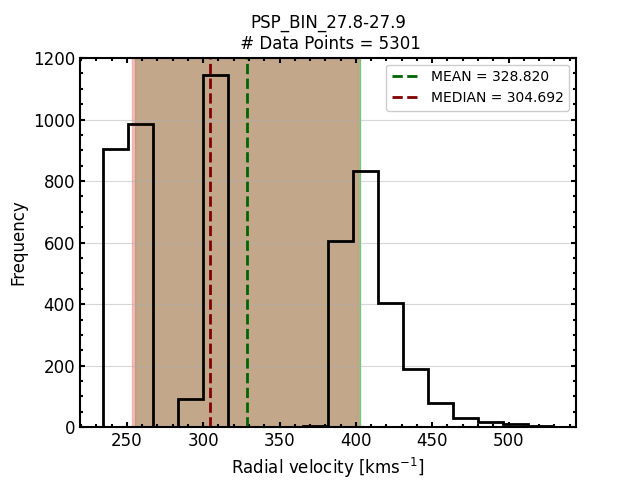 PSP_BIN_27.8-27.9
# Data Points = 5301
MEAN = 328.820
MEDIAN = 304.692
1200
1000
800
600
400
200
0
Frequency
250 300 350 400 450 500
Radial velocity [kms⁻¹]